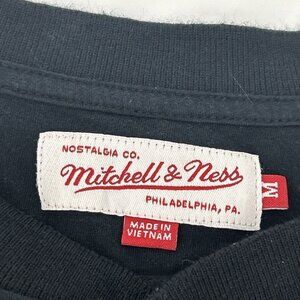 NOSTALGIA CO.
Mitchell & Ness
PHILADELPHIA, PA.
M
MADE IN
VIETNAM